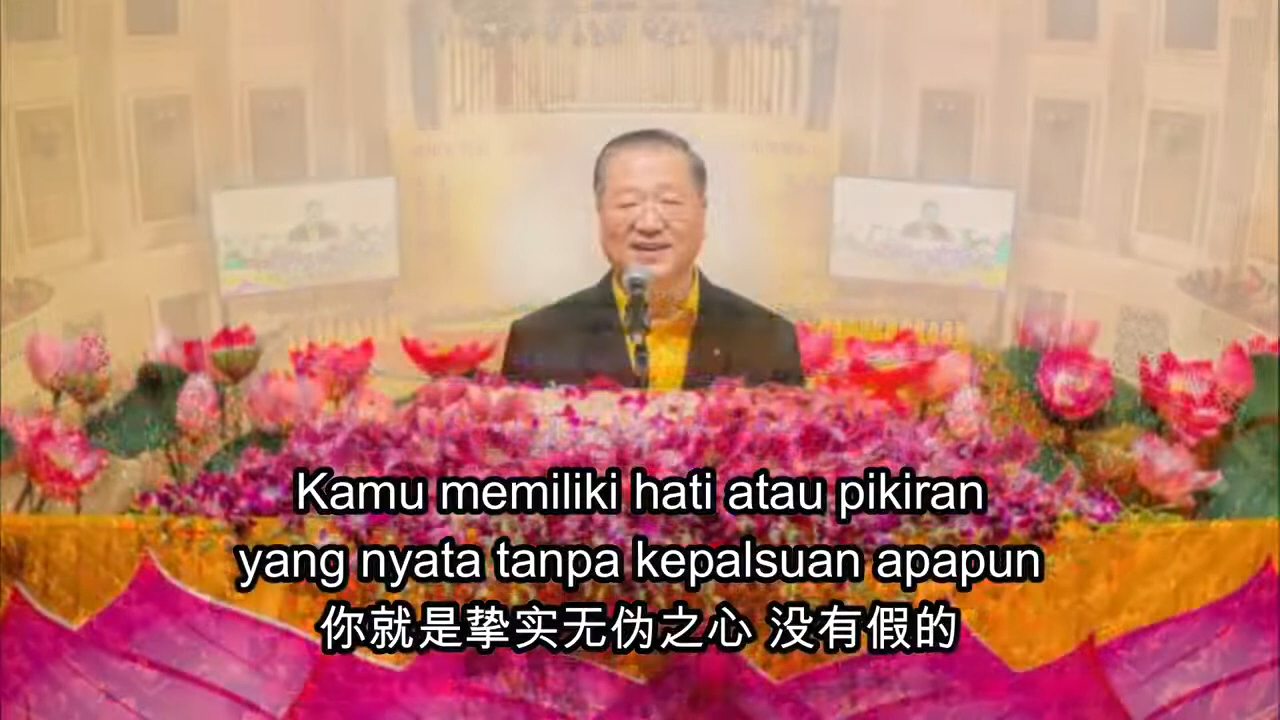 Kamu memiliki hati atau pikiran
yang nyata tanpa kepalsuan apapun
你就是挚实无伪之心 没有假的